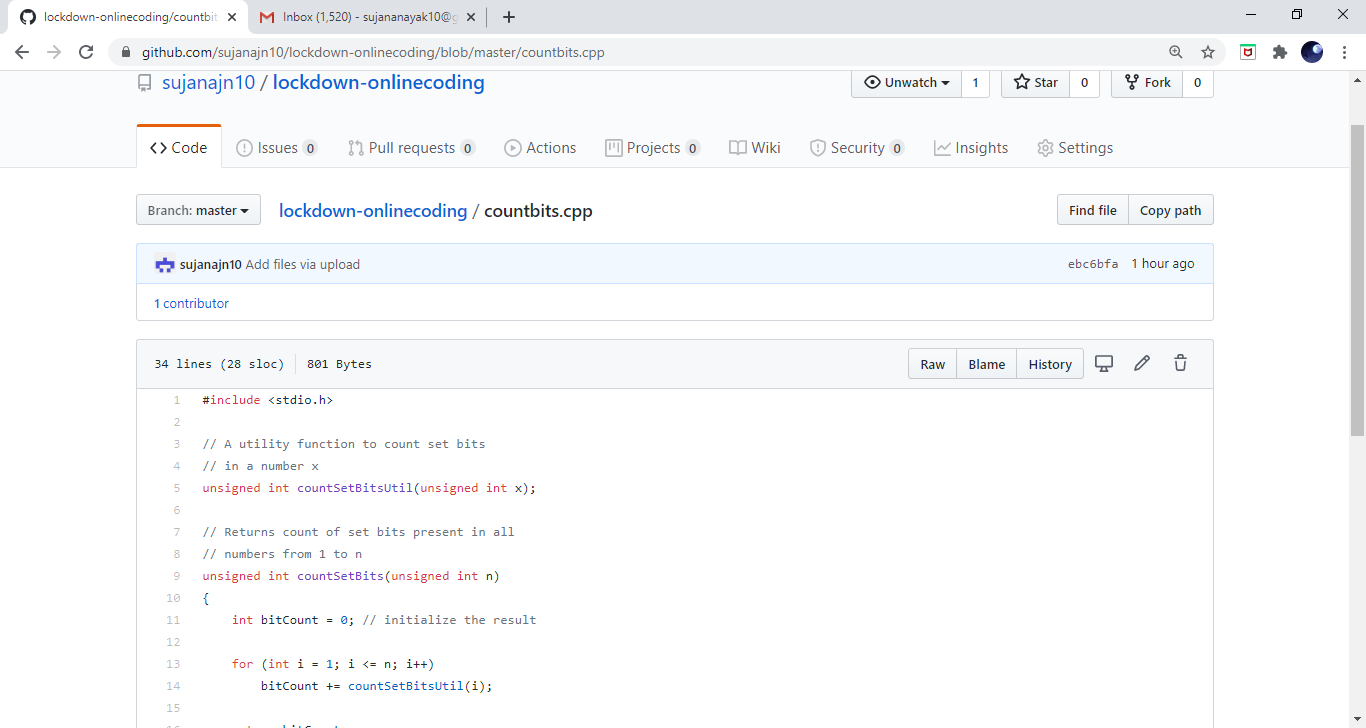 lockdown-onlinecoding/countbit
Inbox (1,520) - sujananayak10@g
github.com/sujanajn10/lockdown-onlinecoding/blob/master/countbits.cpp
sujanajn10 / lockdown-onlinecoding
Unwatch 1 Star 0 Fork 0
Code Issues 0 Pull requests 0 Actions Projects 0 Wiki Security 0 Insights Settings
Branch: master lockdown-onlinecoding / countbits.cpp Find file Copy path
sujanajn10 Add files via upload ebc6bfa 1 hour ago
1 contributor
34 lines (28 sloc) 801 Bytes Raw Blame History
1 #include <stdio.h>
2
3 // A utility function to count set bits
4 // in a number x
5 unsigned int countSetBitsUtil(unsigned int x);
6
7 // Returns count of set bits present in all
8 // numbers from 1 to n
9 unsigned int countSetBits(unsigned int n)
10 {
11 int bitCount = 0; // initialize the result
12
13 for (int i = 1; i <= n; i++)
14 bitCount += countSetBitsUtil(i);
15